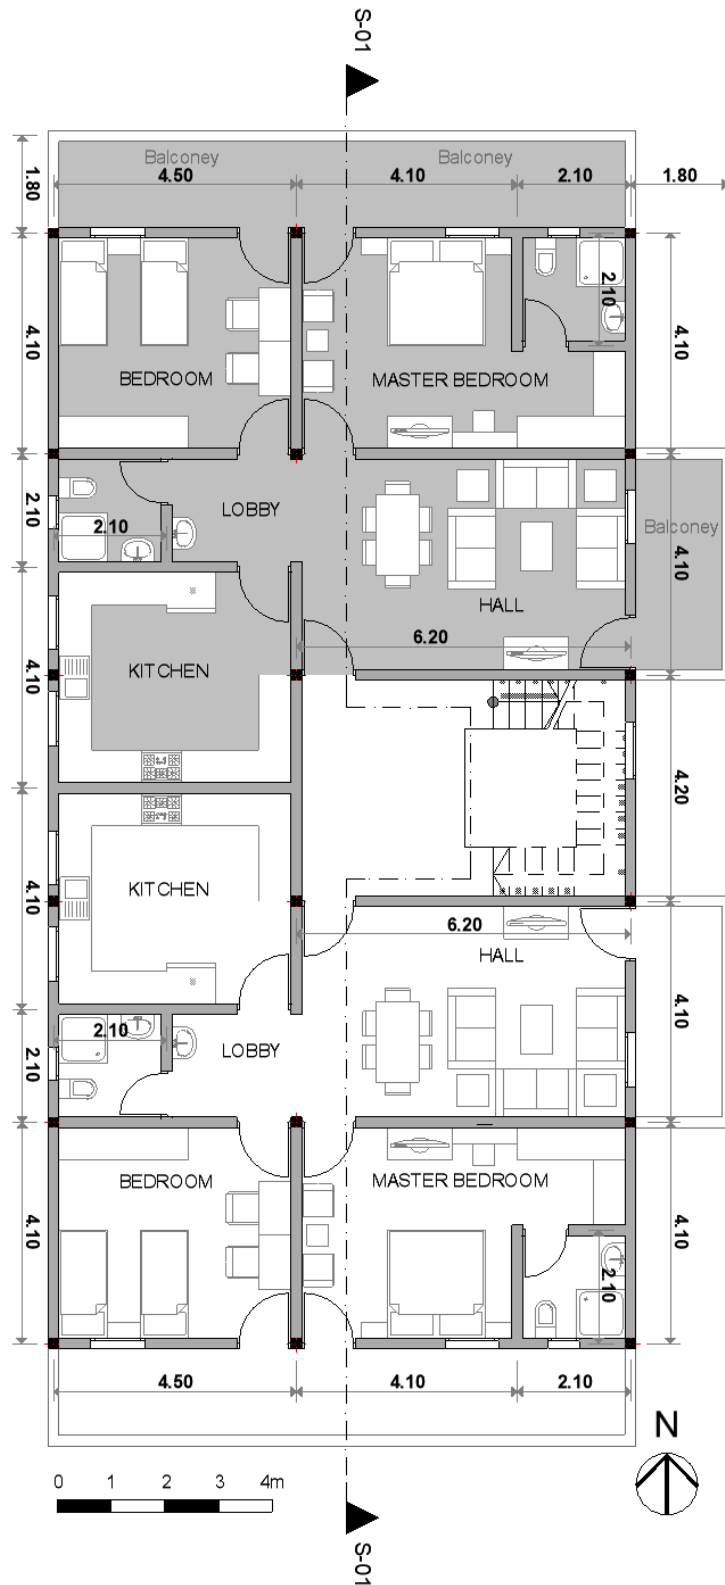 S-01
Balconey
Balconey
1.80
4.50
4.10
2.10
1.80
4.10
2.10
4.10
BEDROOM
MASTER BEDROOM
LOBBY
2.10
2.10
Balconey
4.10
HALL
6.20
KITCHEN
4.10
4.20
KITCHEN
4.10
6.20
HALL
4.10
2.10
2.10
LOBBY
BEDROOM
MASTER BEDROOM
4.10
2.10
4.10
4.50
4.10
2.10
N
0 1 2 3 4m
S-01